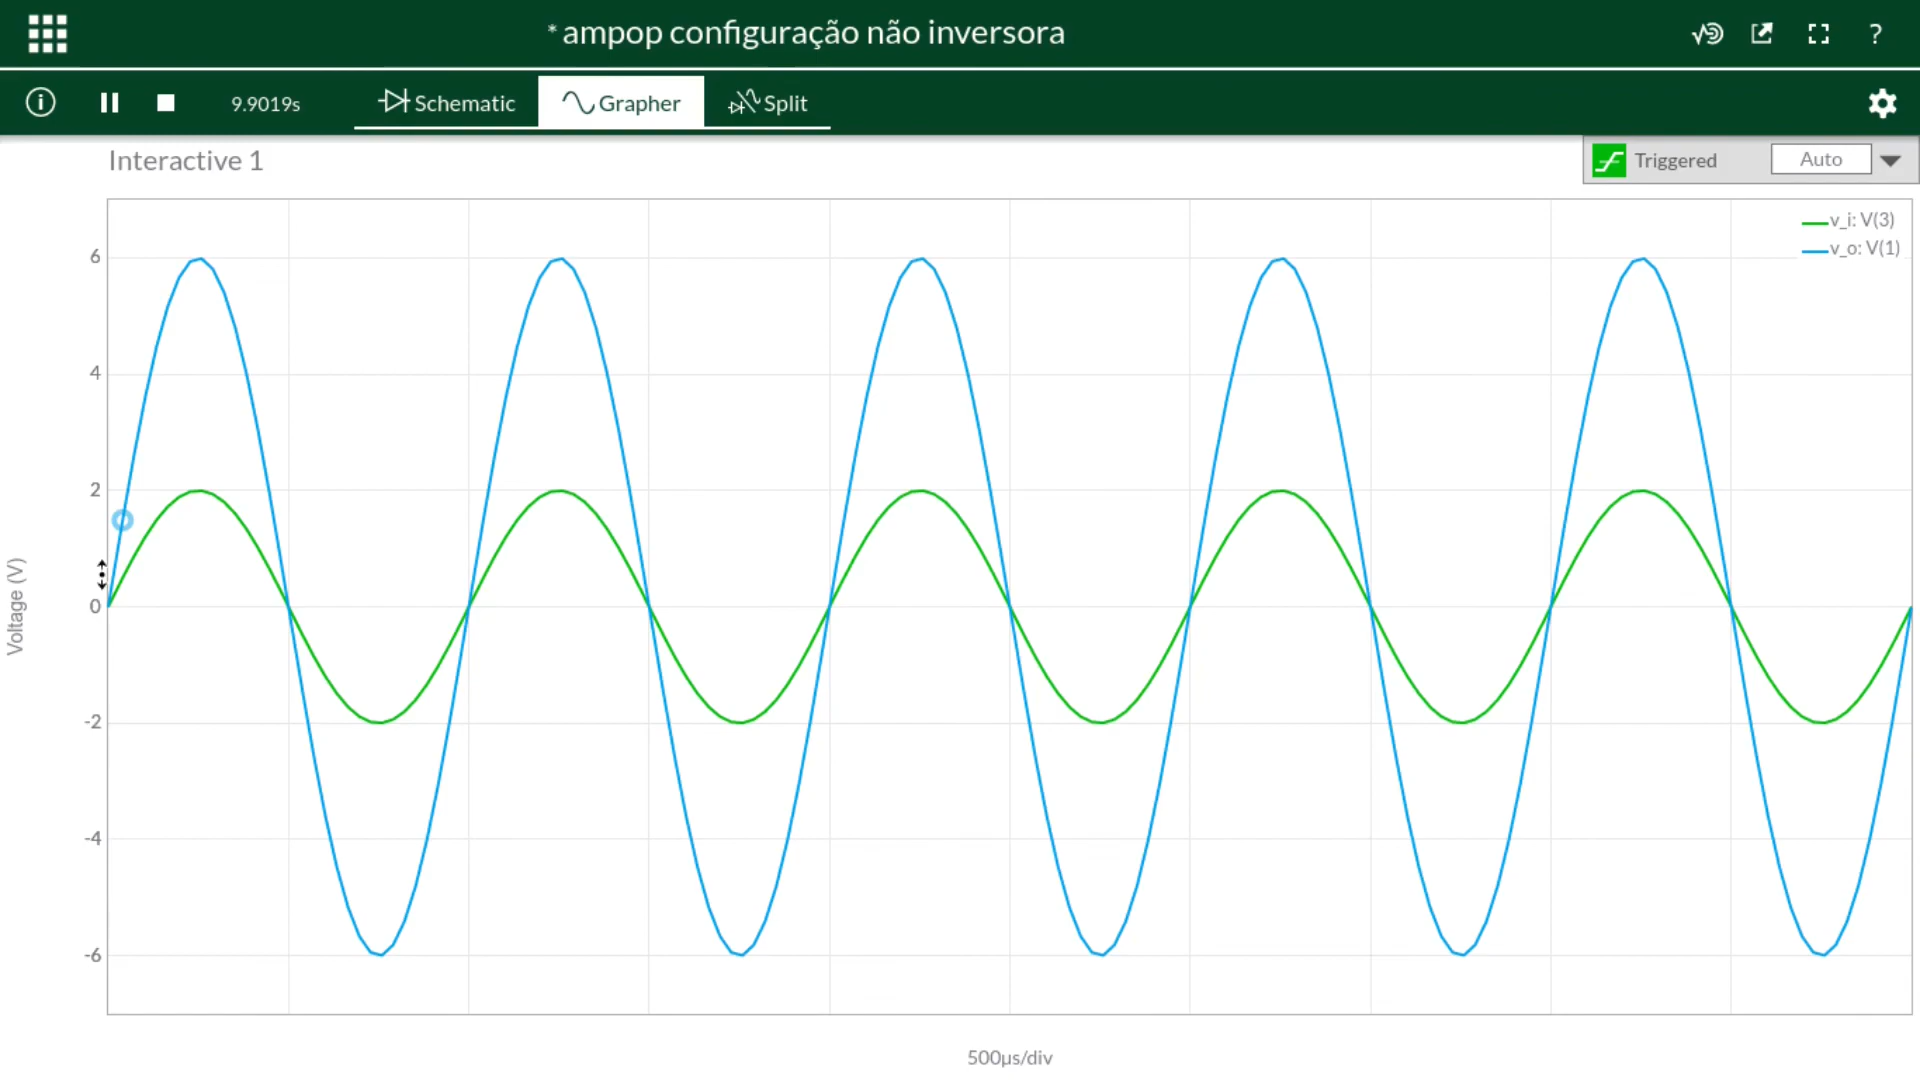 * ampop configuração não inversora
?
9.9019s
Schematic
Grapher
Split
Interactive 1
Triggered
Auto
v_i: V(3)
v_o: V(1)
6
4
2
0
-2
-4
-6
Voltage (V)
500µs/div